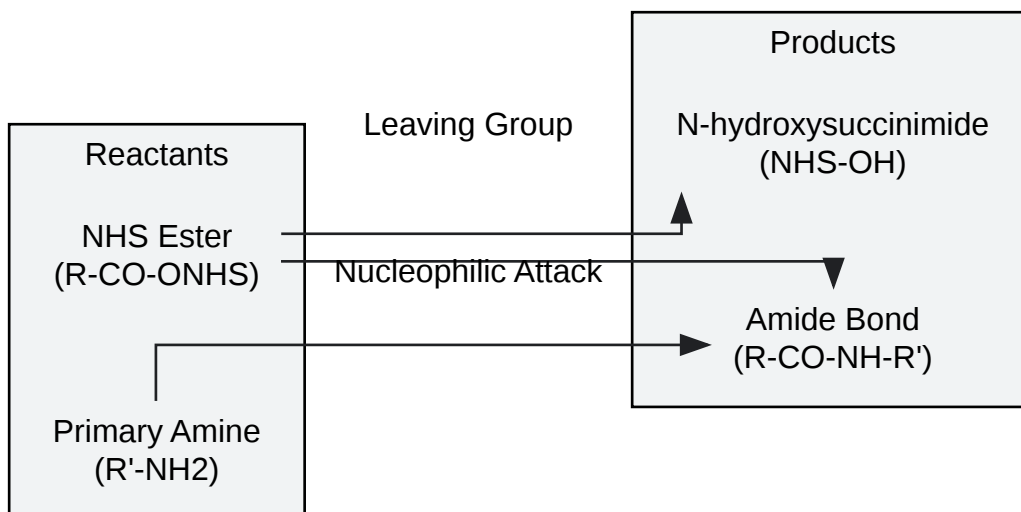 Reactants
NHS Ester
(R-CO-ONHS)
Primary Amine
(R'-NH2)
Leaving Group
Nucleophilic Attack
Products
N-hydroxysuccinimide
(NHS-OH)
Amide Bond
(R-CO-NH-R')